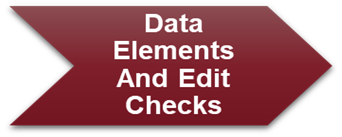 Data
Elements
And Edit
Checks